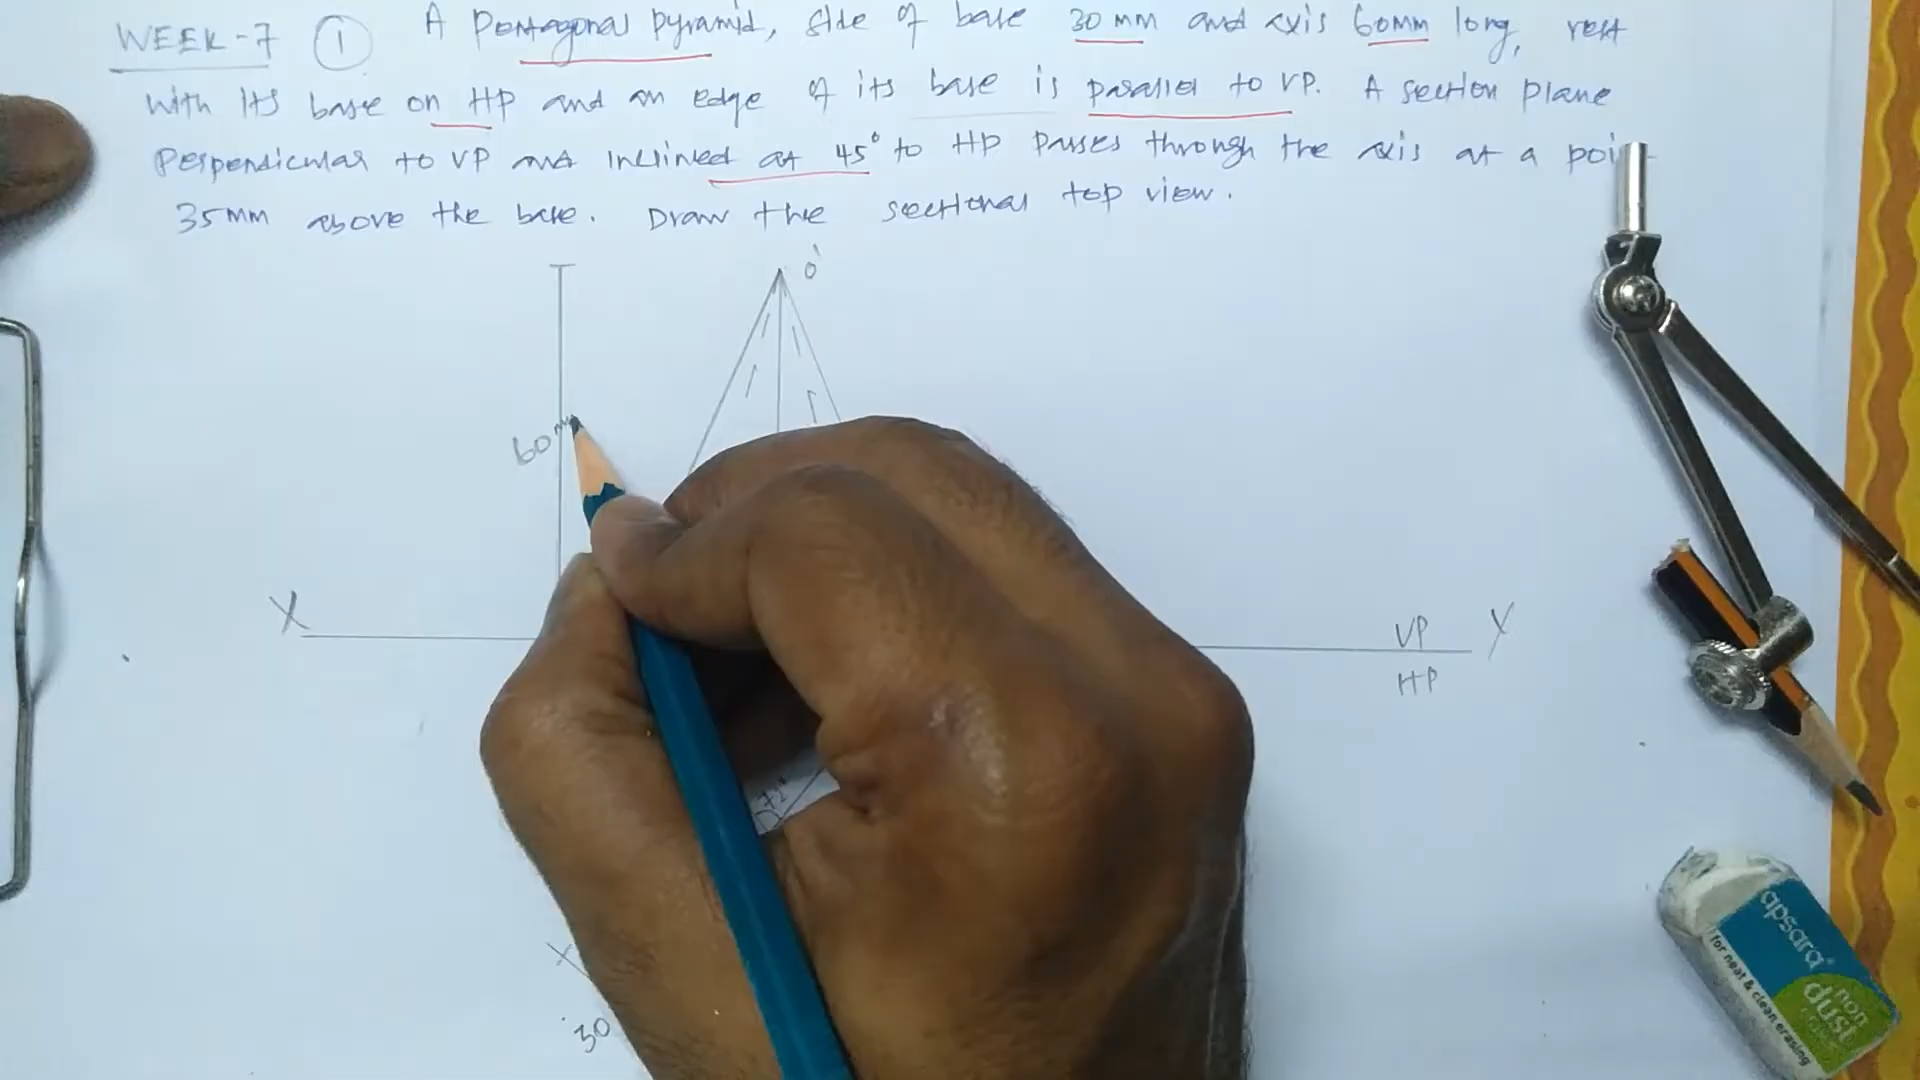 WEEK-7 ① A Pentagonal pyramid, side of base 30 mm and axis 60mm long, rest
with its base on HP and an edge of its base is parallel to VP. A section plane
Perpendicular to VP and inclined at 45° to HP passes through the axis at a
35mm above the base. Draw the sectional top view.
o'
60mm
X
VP
Y
HP
72°
30
apsara
non dust
for neat & clean erasing